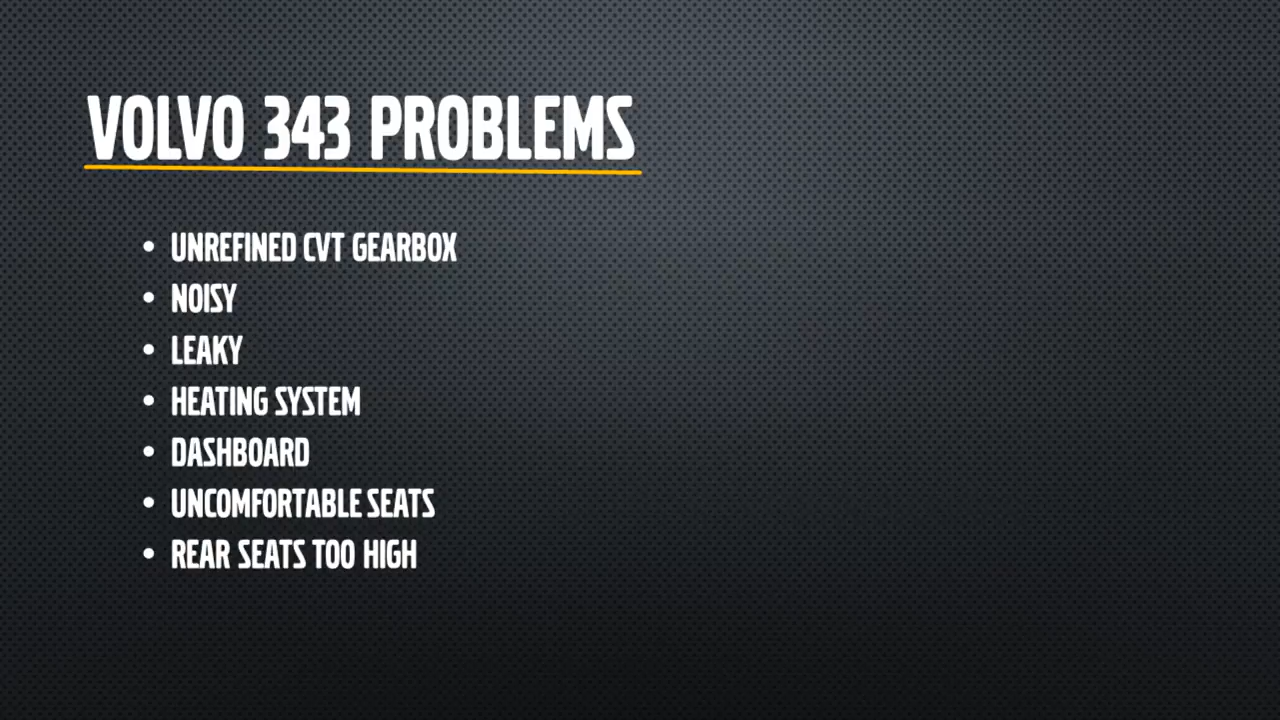 VOLVO 343 PROBLEMS
• UNREFINED CVT GEARBOX
• NOISY
• LEAKY
• HEATING SYSTEM
• DASHBOARD
• UNCOMFORTABLE SEATS
• REAR SEATS TOO HIGH